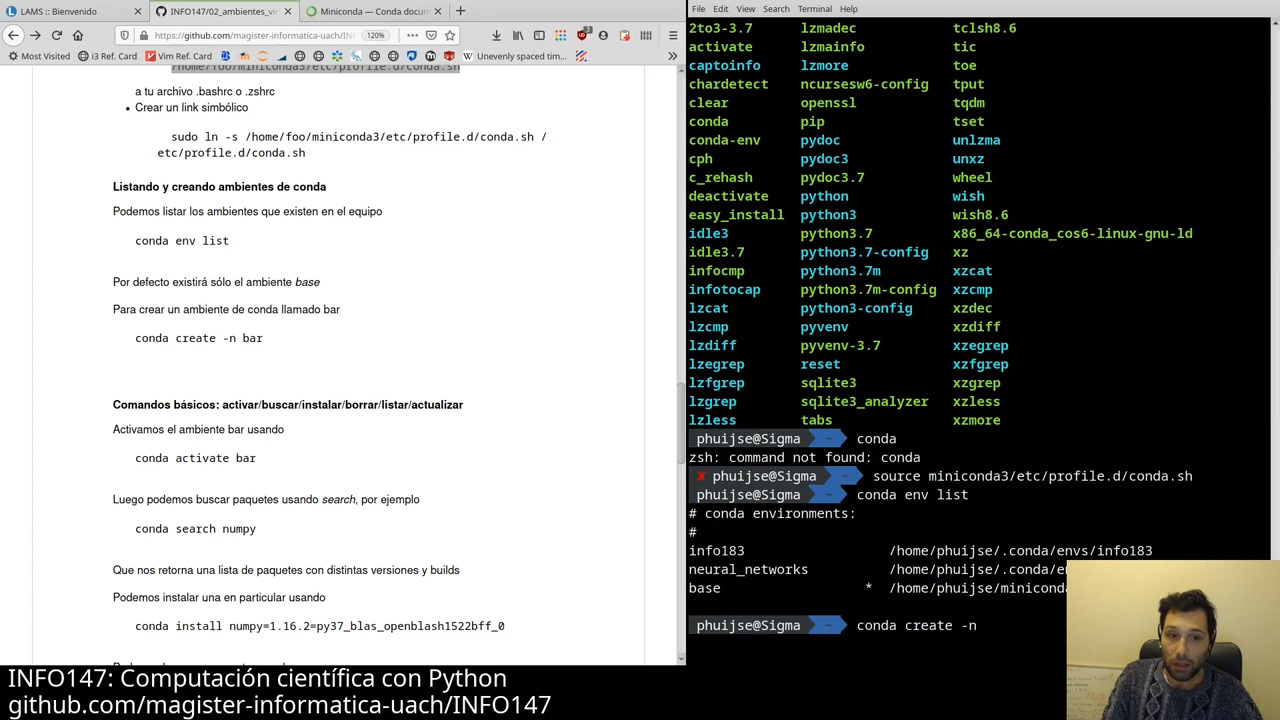 LAMS :: Bienvenido
INFO147/02_ambientes_vir
Miniconda — Conda docum
https://magister-informatica-uach/IN
120%
Most Visited
i3 Ref. Card
Vim Ref. Card
Unevenly spaced tim...
/home/foo/miniconda3/etc/profile.d/conda.sh
a tu archivo .bashrc o .zshrc
• Crear un link simbólico
sudo ln -s /home/foo/miniconda3/etc/profile.d/conda.sh /
etc/profile.d/conda.sh
Listando y creando ambientes de conda
Podemos listar los ambientes que existen en el equipo
conda env list
Por defecto existirá sólo el ambiente base
Para crear un ambiente de conda llamado bar
conda create -n bar
Comandos básicos: activar/buscar/instalar/borrar/listar/actualizar
Activamos el ambiente bar usando
conda activate bar
Luego podemos buscar paquetes usando search, por ejemplo
conda search numpy
Que nos retorna una lista de paquetes con distintas versiones y builds
Podemos instalar una en particular usando
conda install numpy=1.16.2=py37_blas_openblash1522bff_0
File Edit View Search Terminal Help
2to3-3.7 lzmadec tclsh8.6
activate lzmainfo tic
captoinfo lzmore toe
chardetect ncursesw6-config tput
clear openssl tqdm
conda pip tset
conda-env pydoc unlzma
cph pydoc3 unxz
c_rehash pydoc3.7 wheel
deactivate python wish
easy_install python3 wish8.6
idle3 python3.7 x86_64-conda_cos6-linux-gnu-ld
idle3.7 python3.7-config xz
infocmp python3.7m xzcat
infotocap python3.7m-config xzcmp
lzcat python3-config xzdec
lzcmp pyvenv xzdiff
lzdiff pyvenv-3.7 xzegrep
lzegrep reset xzfgrep
lzfgrep sqlite3 xzgrep
lzgrep sqlite3_analyzer xzless
lzless tabs xzmore
phuijse@Sigma ~ conda
zsh: command not found: conda
✘ phuijse@Sigma ~ source miniconda3/etc/profile.d/conda.sh
phuijse@Sigma ~ conda env list
# conda environments:
#
info183 /home/phuijse/.conda/envs/info183
neural_networks /home/phuijse/.conda/en
base * /home/phuijse/minicond
phuijse@Sigma ~ conda create -n
INFO147: Computación científica con Python
github.com/magister-informatica-uach/INFO147